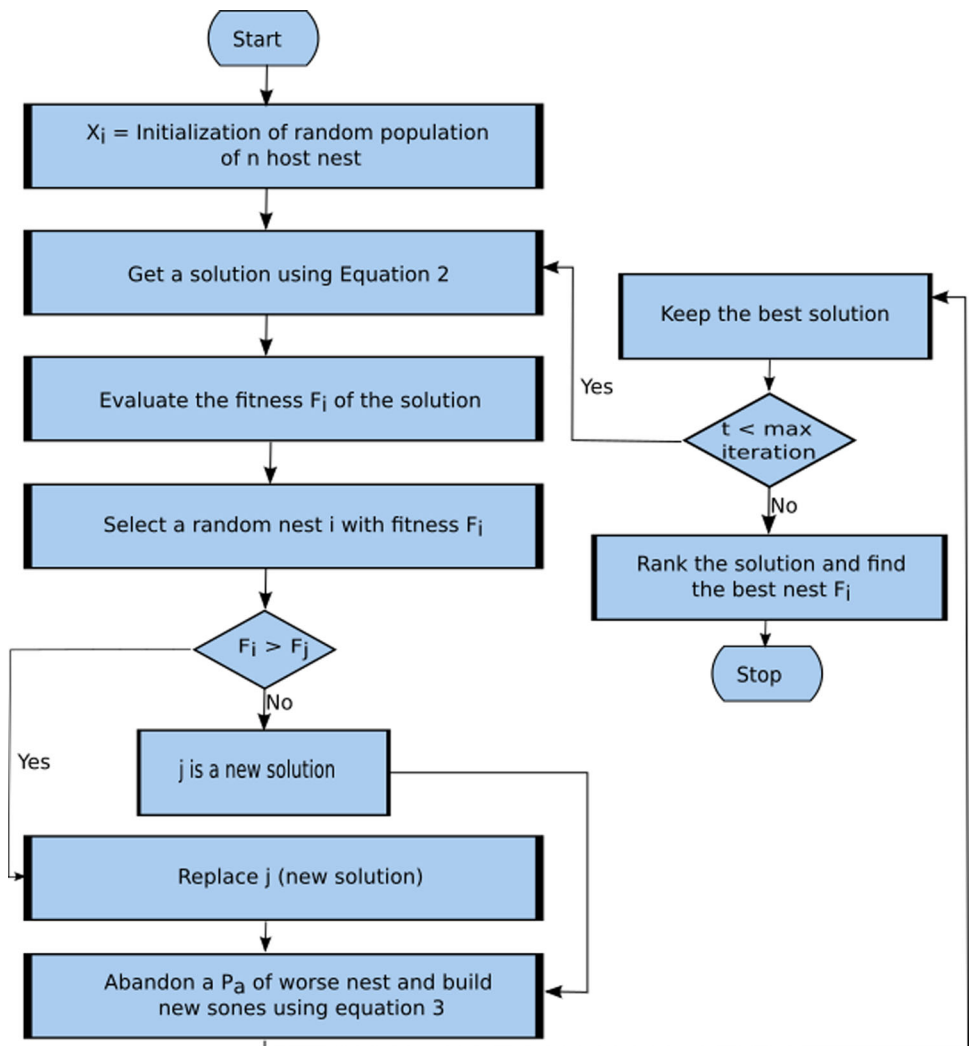 Start
Xi = Initialization of random population
of n host nest
Get a solution using Equation 2
Evaluate the fitness Fi of the solution
Select a random nest i with fitness Fi
Fi > Fj
No
Yes
j is a new solution
Replace j (new solution)
Abandon a Pa of worse nest and build
new sones using equation 3
Keep the best solution
t < max
iteration
Yes
No
Rank the solution and find
the best nest Fi
Stop